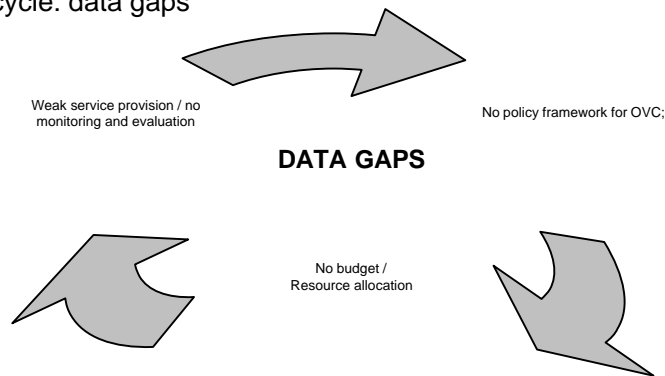 cycle: data gaps
Weak service provision / no
monitoring and evaluation
No policy framework for OVC;
DATA GAPS
No budget /
Resource allocation